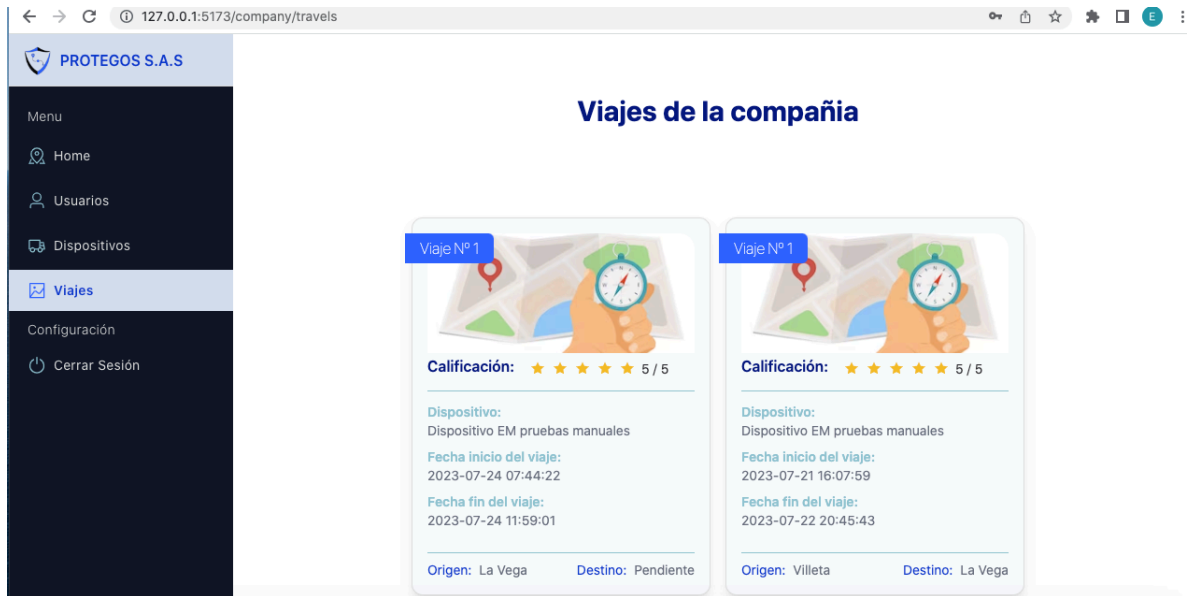 127.0.0.1:5173/company/travels
E
PROTEGOS S.A.S
Menu
Home
Usuarios
Dispositivos
Viajes
Configuración
Cerrar Sesión
Viajes de la compañia
Viaje Nº 1
Calificación: 5 / 5
Dispositivo:
Dispositivo EM pruebas manuales
Fecha inicio del viaje:
2023-07-24 07:44:22
Fecha fin del viaje:
2023-07-24 11:59:01
Origen: La Vega Destino: Pendiente
Viaje Nº 1
Calificación: 5 / 5
Dispositivo:
Dispositivo EM pruebas manuales
Fecha inicio del viaje:
2023-07-21 16:07:59
Fecha fin del viaje:
2023-07-22 20:45:43
Origen: Villeta Destino: La Vega